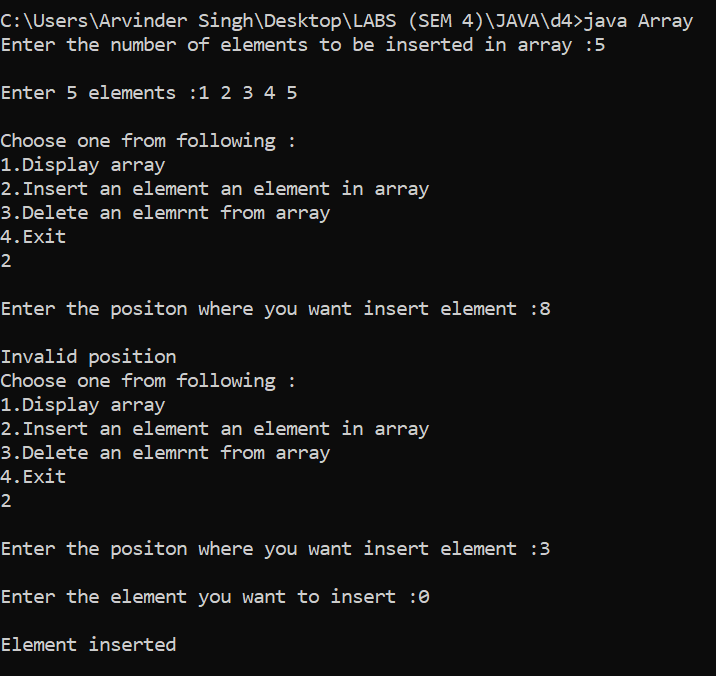 C:\Users\Arvinder Singh\Desktop\LABS (SEM 4)\JAVA\d4>java Array
Enter the number of elements to be inserted in array :5
Enter 5 elements :1 2 3 4 5
Choose one from following :
1.Display array
2.Insert an element an element in array
3.Delete an elemrnt from array
4.Exit
2
Enter the positon where you want insert element :8
Invalid position
Choose one from following :
1.Display array
2.Insert an element an element in array
3.Delete an elemrnt from array
4.Exit
2
Enter the positon where you want insert element :3
Enter the element you want to insert :0
Element inserted